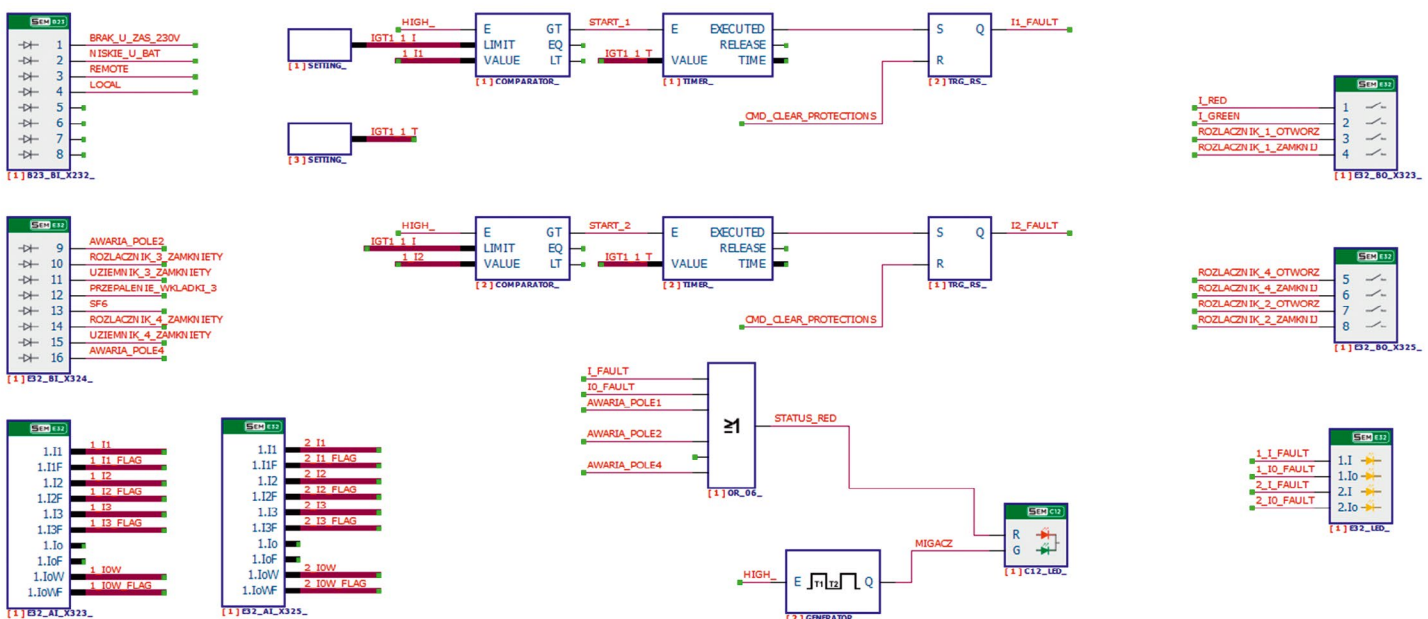 SEM B23
1 BRAK_U_ZAS_230V
2 NISKIE_U_BAT
3 REMOTE
4 LOCAL
5
6
7
8
[1] B23_BI_X232_
[1] SETTING_
IGT1_1_I
1_I1
HIGH_
E GT
LIMIT EQ
VALUE LT
[1] COMPARATOR_
START_1
IGT1_1_T
E EXECUTED
RELEASE
VALUE TIME
[1] TIMER_
CMD_CLEAR_PROTECTIONS
S Q
R
[2] TRG_RS_
I1_FAULT
[3] SETTING_
IGT1_1_T
SEM E32
I_RED 1
I_GREEN 2
ROZLACZNIK_1_OTWORZ 3
ROZLACZNIK_1_ZAMKNIJ 4
[1] E32_BO_X323_
SEM E32
9 AWARIA_POLE2
10 ROZLACZNIK_3_ZAMKNIETY
11 UZIEMNIK_3_ZAMKNIETY
12 PRZEPALENIE_WKLADKI_3
13 SF6
14 ROZLACZNIK_4_ZAMKNIETY
15 UZIEMNIK_4_ZAMKNIETY
16 AWARIA_POLE4
[1] E32_BI_X324_
HIGH_
IGT1_1_I
1_I2
E GT
LIMIT EQ
VALUE LT
[2] COMPARATOR_
START_2
IGT1_1_T
E EXECUTED
RELEASE
VALUE TIME
[2] TIMER_
CMD_CLEAR_PROTECTIONS
S Q
R
[1] TRG_RS_
I2_FAULT
SEM E32
ROZLACZNIK_4_OTWORZ 5
ROZLACZNIK_4_ZAMKNIJ 6
ROZLACZNIK_2_OTWORZ 7
ROZLACZNIK_2_ZAMKNIJ 8
[1] E32_BO_X325_
I_FAULT
I0_FAULT
AWARIA_POLE1
AWARIA_POLE2
AWARIA_POLE4
≥1
[1] OR_06_
STATUS_RED
SEM E32
1.I1 1_I1
1.I1F 1_I1_FLAG
1.I2 1_I2
1.I2F 1_I2_FLAG
1.I3 1_I3
1.I3F 1_I3_FLAG
1.Io
1.IoF
1.IoW 1_I0W
1.IoWF 1_I0W_FLAG
[1] E32_AI_X323_
SEM E32
1.I1 2_I1
1.I1F 2_I1_FLAG
1.I2 2_I2
1.I2F 2_I2_FLAG
1.I3 2_I3
1.I3F 2_I3_FLAG
1.Io
1.IoF
1.IoW 2_I0W
1.IoWF 2_I0W_FLAG
[1] E32_AI_X325_
HIGH_
E T1 T2 Q
[2] GENERATOR_
MIGACZ
SEM C12
R
G
[1] C12_LED_
SEM E32
1_I_FAULT 1.I
1_I0_FAULT 1.Io
2_I_FAULT 2.I
2_I0_FAULT 2.Io
[1] E32_LED_